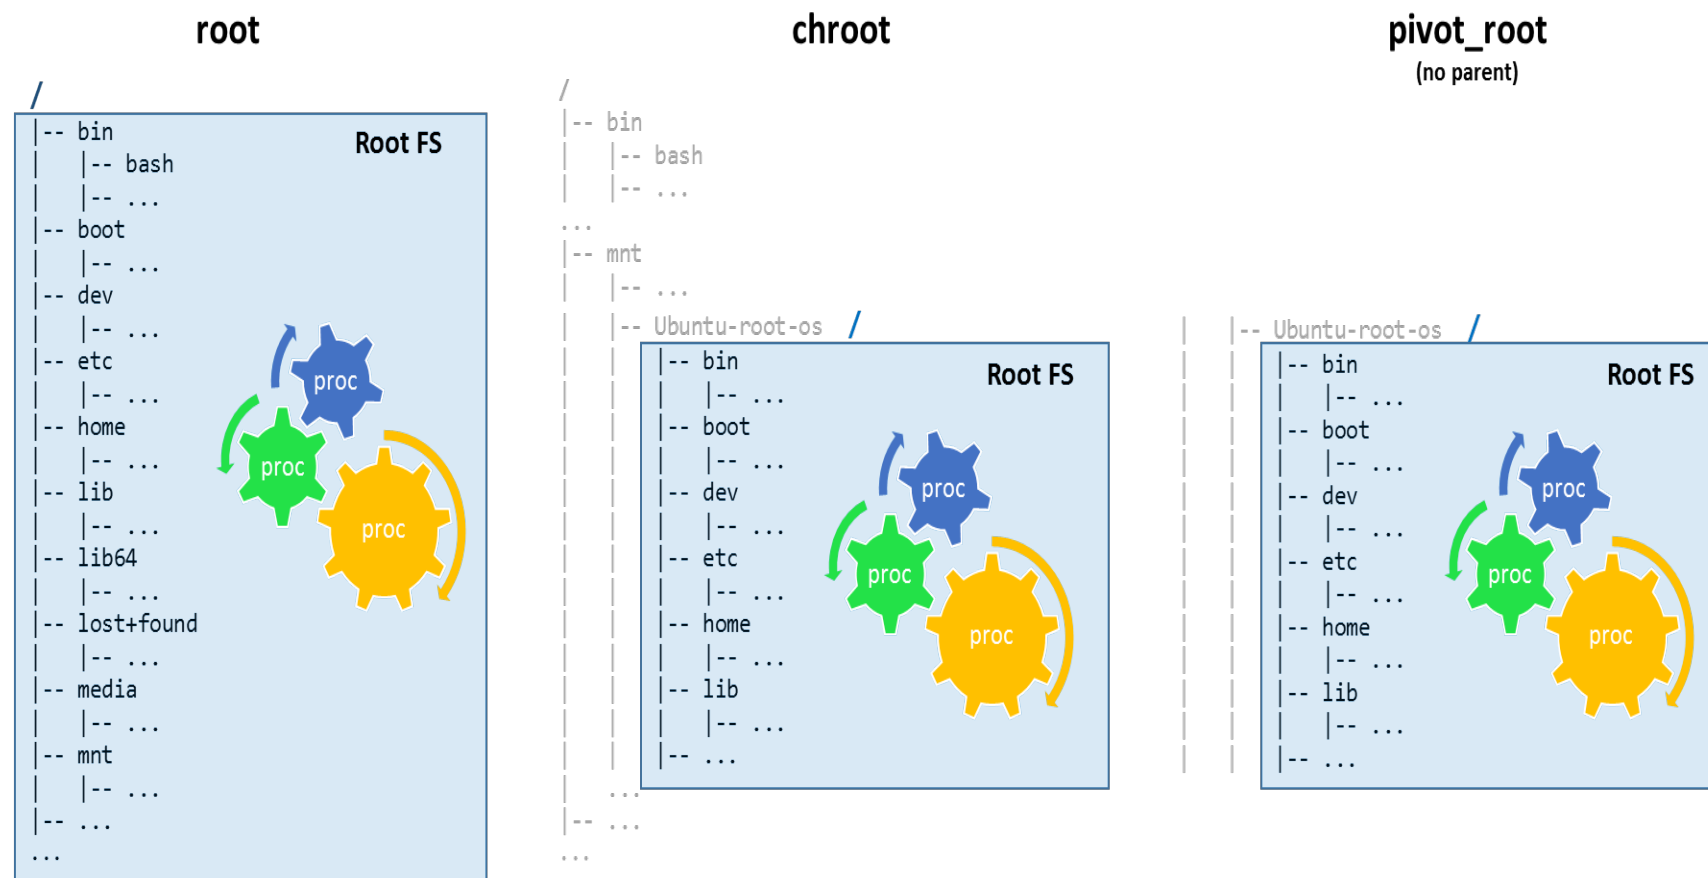 root
/
|-- bin
|   |-- bash
|   |-- ...
|-- boot
|   |-- ...
|-- dev
|   |-- ...
|-- etc
|   |-- ...
|-- home
|   |-- ...
|-- lib
|   |-- ...
|-- lib64
|   |-- ...
|-- lost+found
|   |-- ...
|-- media
|   |-- ...
|-- mnt
|   |-- ...
|-- ...
...
Root FS
proc
proc
proc
chroot
/
|-- bin
|   |-- bash
|   |-- ...
...
|-- mnt
|   |-- ...
|   |-- Ubuntu-root-os /
|   |   |-- bin
|   |   |   |-- ...
|   |   |-- boot
|   |   |   |-- ...
|   |   |-- dev
|   |   |   |-- ...
|   |   |-- etc
|   |   |   |-- ...
|   |   |-- home
|   |   |   |-- ...
|   |   |-- lib
|   |   |   |-- ...
|   |   |-- ...
|   ...
|-- ...
...
Root FS
proc
proc
proc
pivot_root
(no parent)
|   |-- Ubuntu-root-os /
|   |   |-- bin
|   |   |   |-- ...
|   |   |-- boot
|   |   |   |-- ...
|   |   |-- dev
|   |   |   |-- ...
|   |   |-- etc
|   |   |   |-- ...
|   |   |-- home
|   |   |   |-- ...
|   |   |-- lib
|   |   |   |-- ...
|   |   |-- ...
Root FS
proc
proc
proc